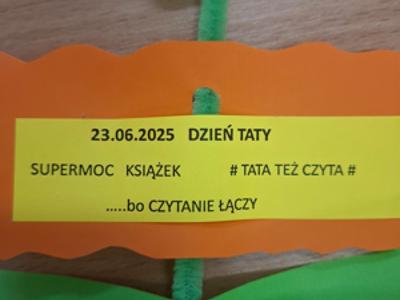 23.06.2025 DZIEŃ TATY
SUPERMOC KSIĄŻEK # TATA TEŻ CZYTA #
.....bo CZYTANIE ŁĄCZY